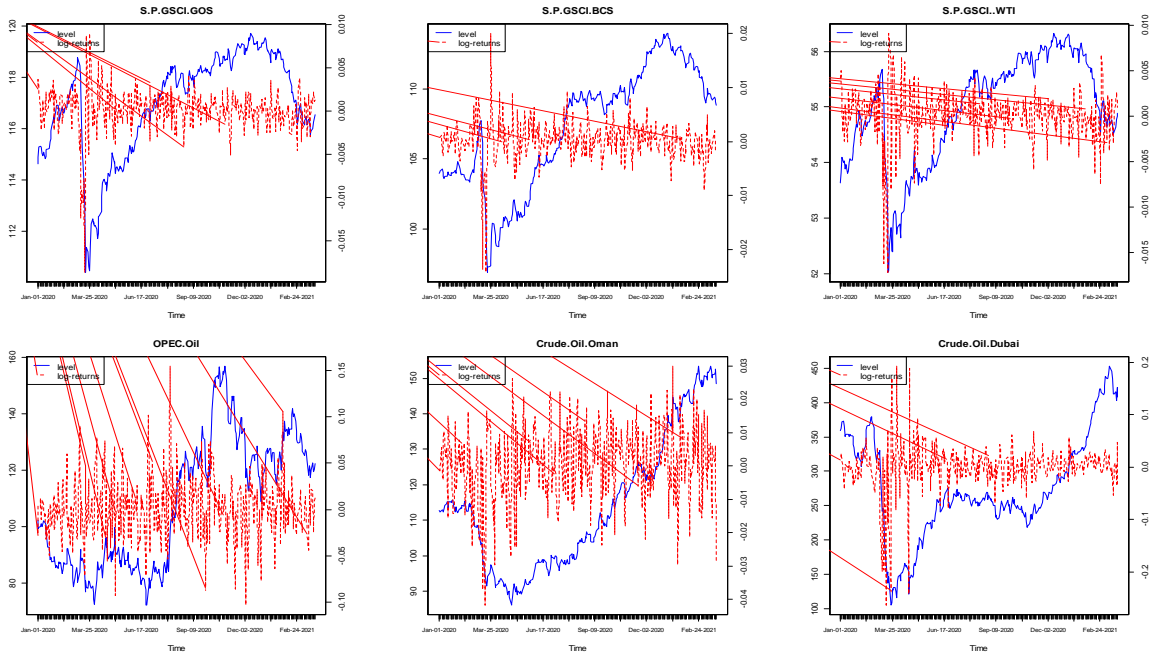 S.P.GSCI.GOS
level
log-returns
120
118
116
114
112
0.010
0.005
0.000
-0.005
-0.010
-0.015
Jan-01-2020 Mar-25-2020 Jun-17-2020 Sep-09-2020 Dec-02-2020 Feb-24-2021
Time
S.P.GSCI.BCS
level
log-returns
110
105
100
0.02
0.01
0.00
-0.01
-0.02
Jan-01-2020 Mar-25-2020 Jun-17-2020 Sep-09-2020 Dec-02-2020 Feb-24-2021
Time
S.P.GSCI..WTI
level
log-returns
56
55
54
53
52
0.010
0.005
0.000
-0.005
-0.010
-0.015
Jan-01-2020 Mar-25-2020 Jun-17-2020 Sep-09-2020 Dec-02-2020 Feb-24-2021
Time
OPEC.Oil
level
log-returns
160
140
120
100
80
0.15
0.10
0.05
0.00
-0.05
-0.10
Jan-01-2020 Mar-25-2020 Jun-17-2020 Sep-09-2020 Dec-02-2020 Feb-24-2021
Time
Crude.Oil.Oman
level
log-returns
150
140
130
120
110
100
90
0.03
0.02
0.01
0.00
-0.01
-0.02
-0.03
-0.04
Jan-01-2020 Mar-25-2020 Jun-17-2020 Sep-09-2020 Dec-02-2020 Feb-24-2021
Time
Crude.Oil.Dubai
level
log-returns
450
400
350
300
250
200
150
100
0.2
0.1
0.0
-0.1
-0.2
Jan-01-2020 Mar-25-2020 Jun-17-2020 Sep-09-2020 Dec-02-2020 Feb-24-2021
Time